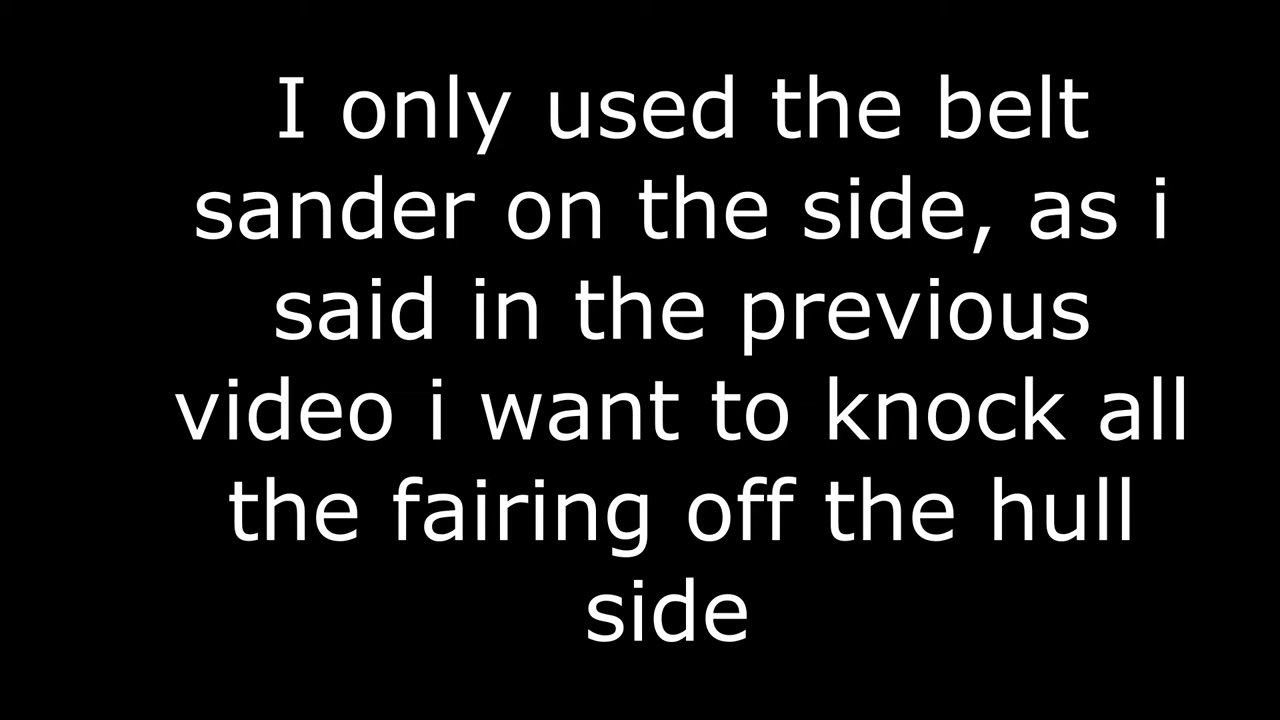 I only used the belt
sander on the side, as i
said in the previous
video i want to knock all
the fairing off the hull
side